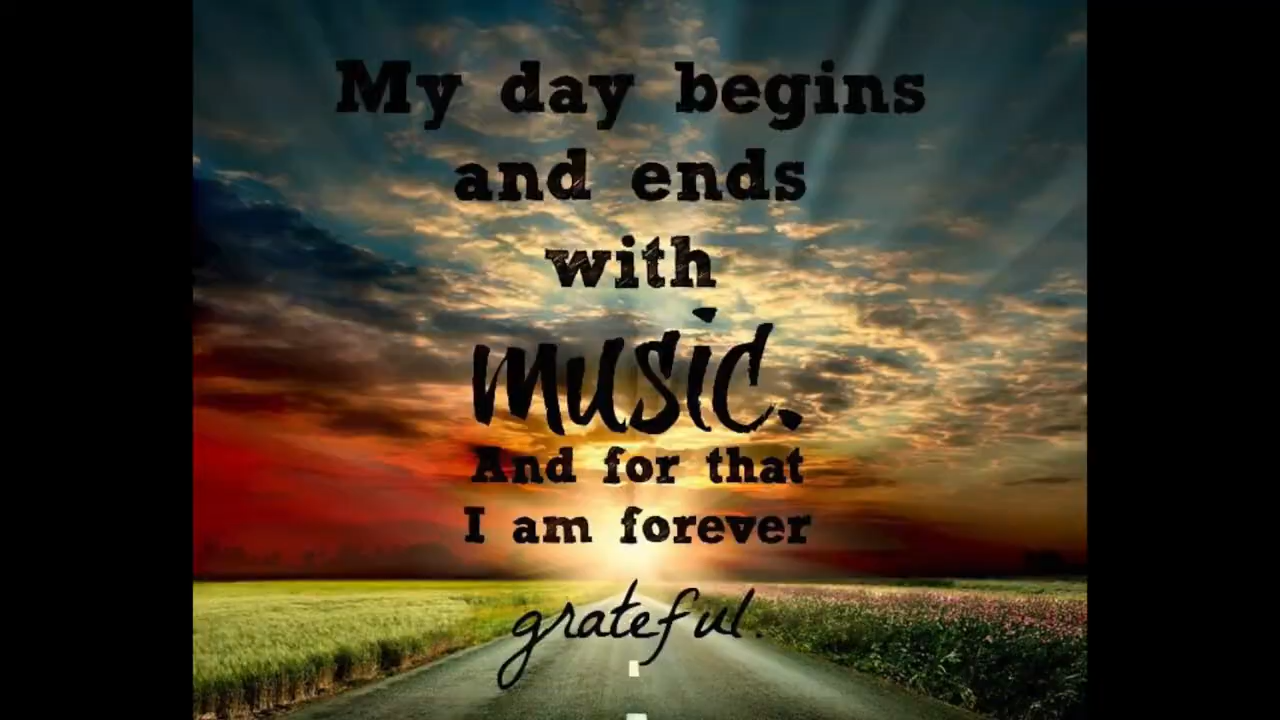 My day begins
and ends
with
music.
And for that
I am forever
grateful.